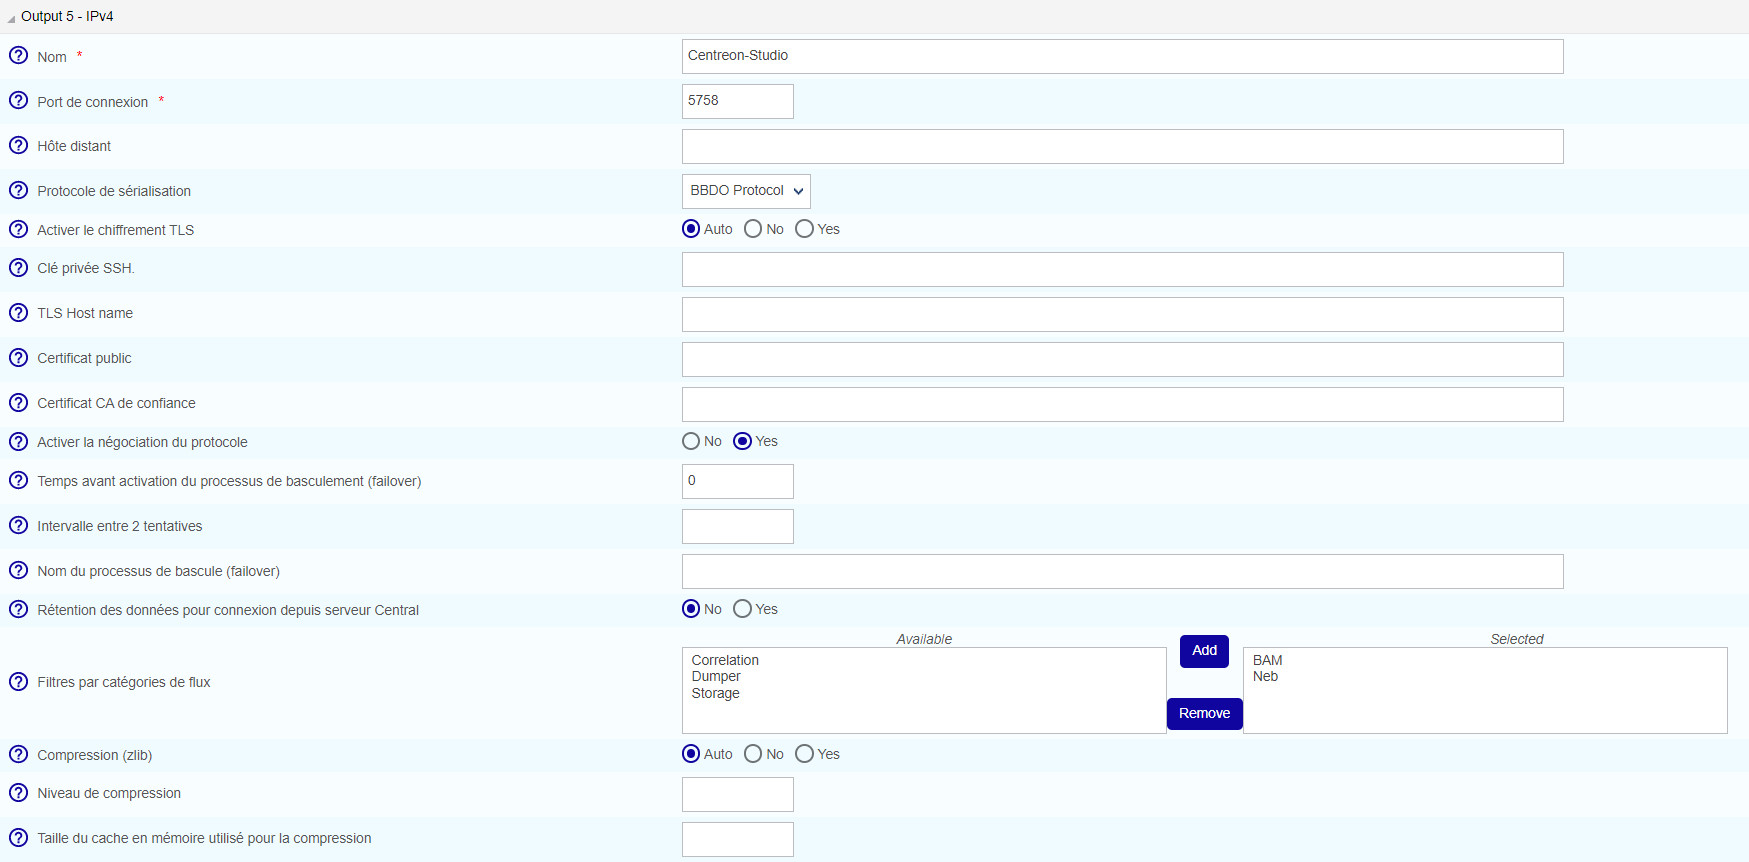 Output 5 - IPv4
Nom *
Centreon-Studio
Port de connexion *
5758
Hôte distant
Protocole de sérialisation
BBDO Protocol
Activer le chiffrement TLS
Auto No Yes
Clé privée SSH.
TLS Host name
Certificat public
Certificat CA de confiance
Activer la négociation du protocole
No Yes
Temps avant activation du processus de basculement (failover)
0
Intervalle entre 2 tentatives
Nom du processus de bascule (failover)
Rétention des données pour connexion depuis serveur Central
No Yes
Filtres par catégories de flux
Available
Correlation
Dumper
Storage
Add
Remove
Selected
BAM
Neb
Compression (zlib)
Auto No Yes
Niveau de compression
Taille du cache en mémoire utilisé pour la compression